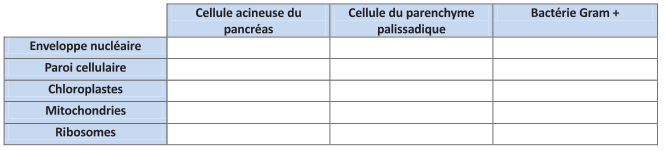 Cellule acineuse du
pancréas
Cellule du parenchyme
palissadique
Bactérie Gram +
Enveloppe nucléaire
Paroi cellulaire
Chloroplastes
Mitochondries
Ribosomes